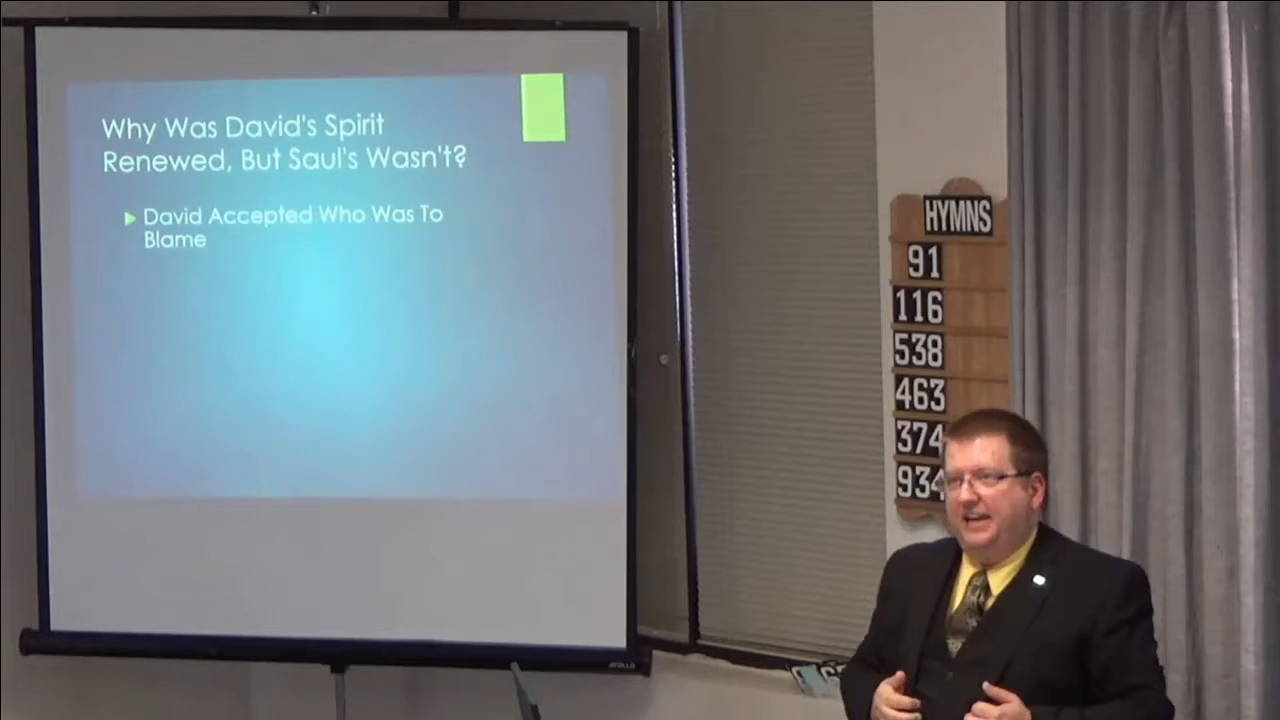 Why Was David's Spirit
Renewed, But Saul's Wasn't?
David Accepted Who Was To
Blame
HYMNS
91
116
538
463
374
934
APOLLO